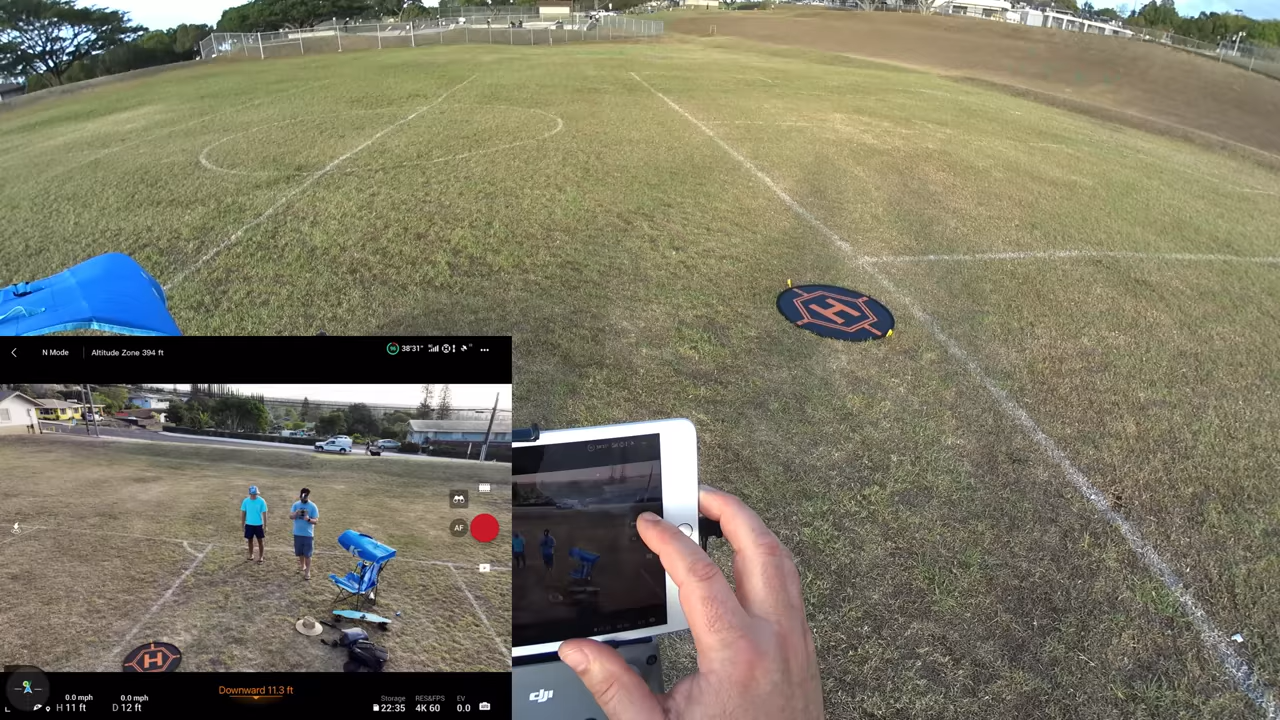 H
N Mode
Altitude Zone 394 ft
38'31"
AF
H
Downward 11.3 ft
0.0 mph
0.0 mph
H 11 ft
D 12 ft
Storage
RES&FPS
EV
22:35
4K 60
0.0
dji